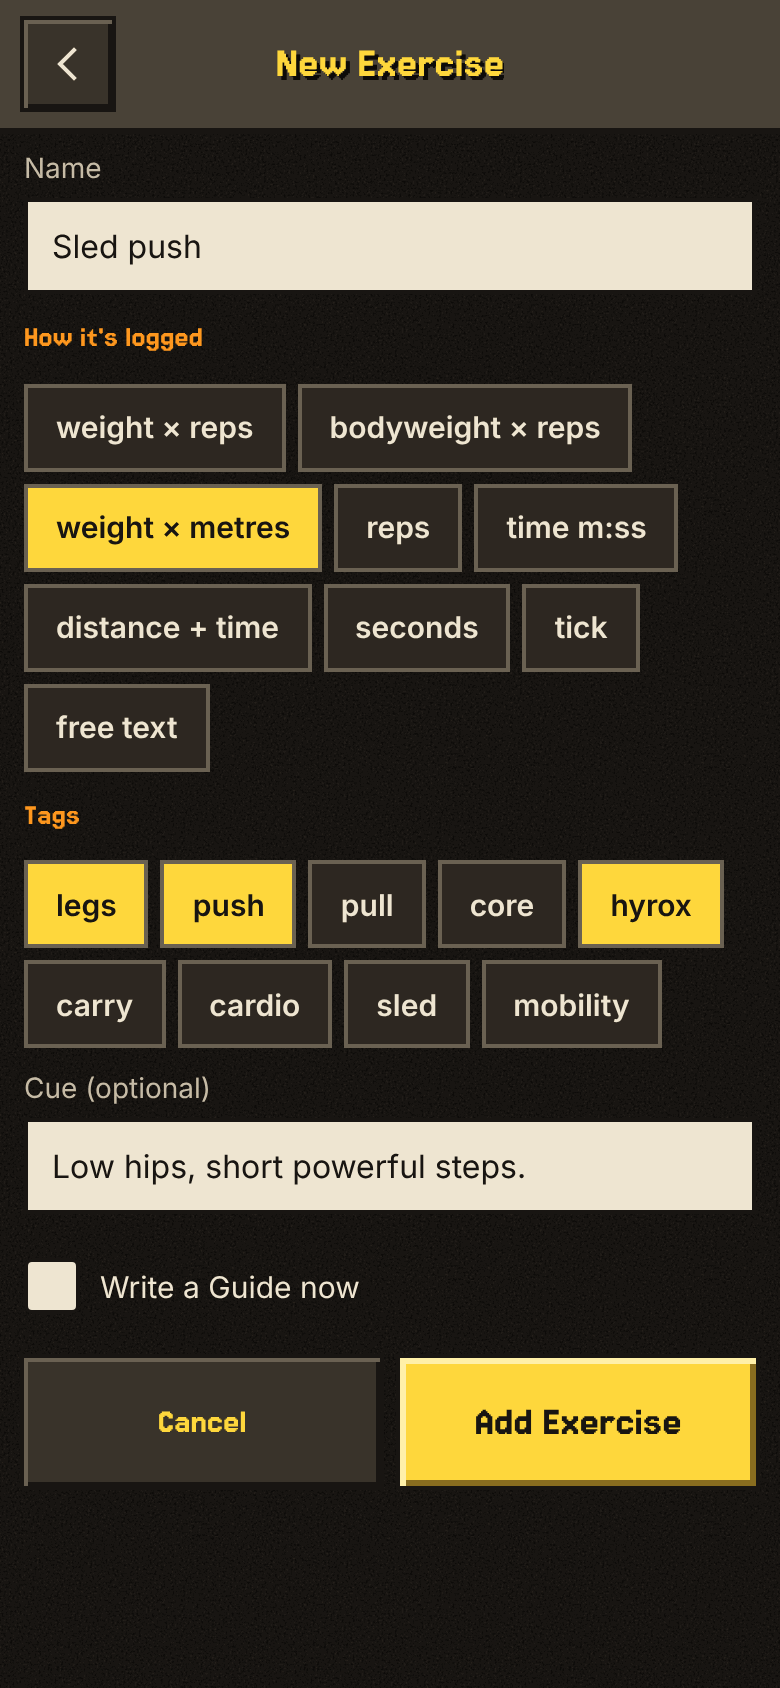 New Exercise
Name
Sled push
How it's logged
weight × reps bodyweight × reps
weight × metres reps time m:ss
distance + time seconds tick
free text
Tags
legs push pull core hyrox
carry cardio sled mobility
Cue (optional)
Low hips, short powerful steps.
Write a Guide now
Cancel Add Exercise